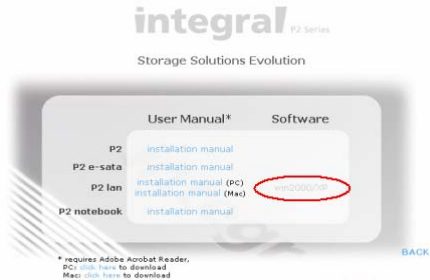 integral P2 Series
Storage Solutions Evolution
User Manual* Software
P2 installation manual
P2 e-sata installation manual
P2 lan installation manual (PC) win2000/XP
installation manual (Mac)
P2 notebook installation manual
BACK
* requires Adobe Acrobat Reader,
PC: click here to download
Mac: click here to download